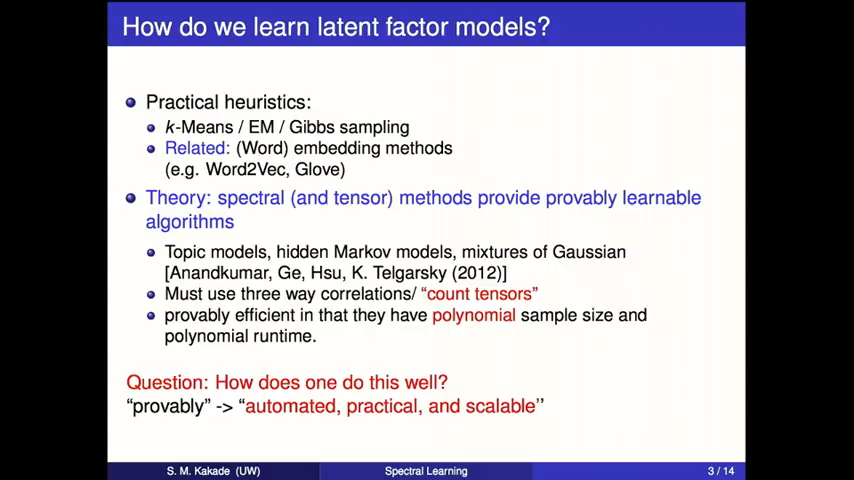 How do we learn latent factor models?
Practical heuristics:
k-Means / EM / Gibbs sampling
Related: (Word) embedding methods
(e.g. Word2Vec, Glove)
Theory: spectral (and tensor) methods provide provably learnable
algorithms
Topic models, hidden Markov models, mixtures of Gaussian
[Anandkumar, Ge, Hsu, K. Telgarsky (2012)]
Must use three way correlations/ “count tensors”
provably efficient in that they have polynomial sample size and
polynomial runtime.
Question: How does one do this well?
“provably” -> “automated, practical, and scalable’’
S. M. Kakade (UW) Spectral Learning 3 / 14